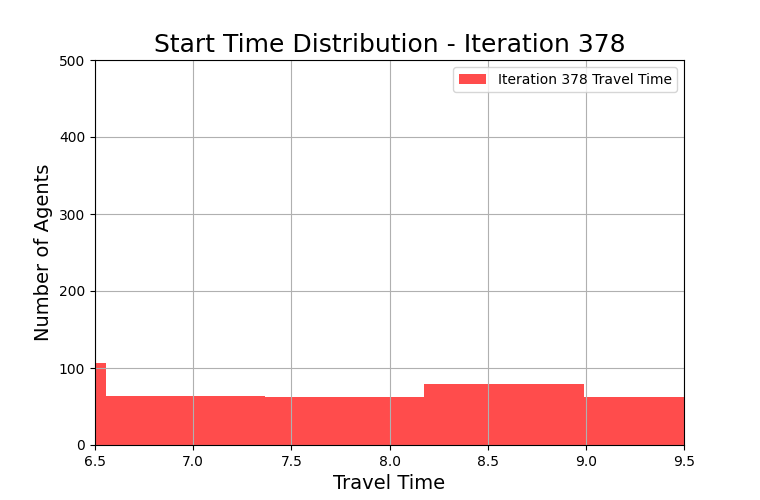 Start Time Distribution - Iteration 378
Iteration 378 Travel Time
Number of Agents
500
400
300
200
100
0
6.5 7.0 7.5 8.0 8.5 9.0 9.5
Travel Time